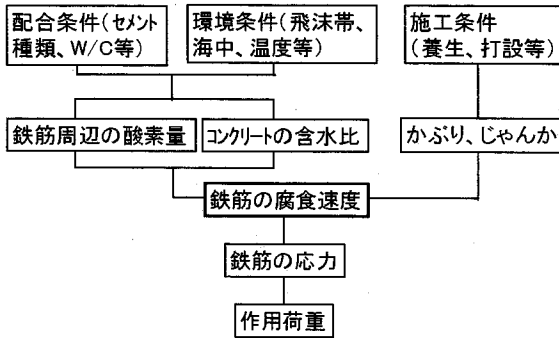 配合条件(セメント
種類、W/C等)
環境条件(飛沫帯、
海中、温度等)
施工条件
(養生、打設等)
鉄筋周辺の酸素量
コンクリートの含水比
かぶり、じゃんか
鉄筋の腐食速度
鉄筋の応力
作用荷重